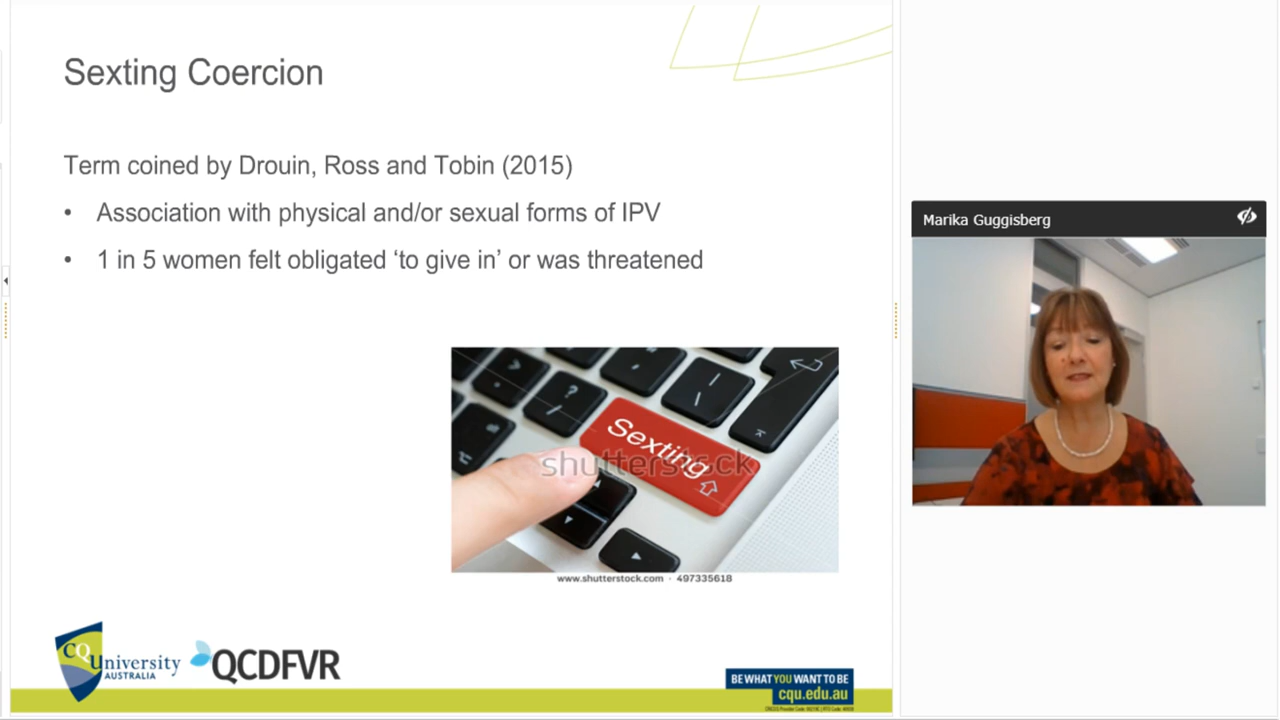 Sexting Coercion
Term coined by Drouin, Ross and Tobin (2015)
• Association with physical and/or sexual forms of IPV
• 1 in 5 women felt obligated ‘to give in’ or was threatened
Sexting
shutterstock
www.shutterstock.com · 497335618
CQUniversity
AUSTRALIA
QCDFVR
BE WHAT YOU WANT TO BE
cqu.edu.au
Marika Guggisberg